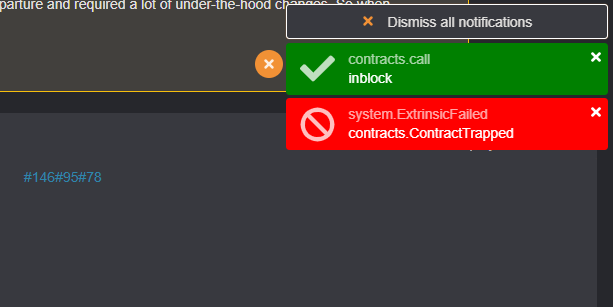 parture and required a lot of under-the-hood changes. So when
Dismiss all notifications
contracts.call
inblock
system.ExtrinsicFailed
contracts.ContractTrapped
#146#95#78